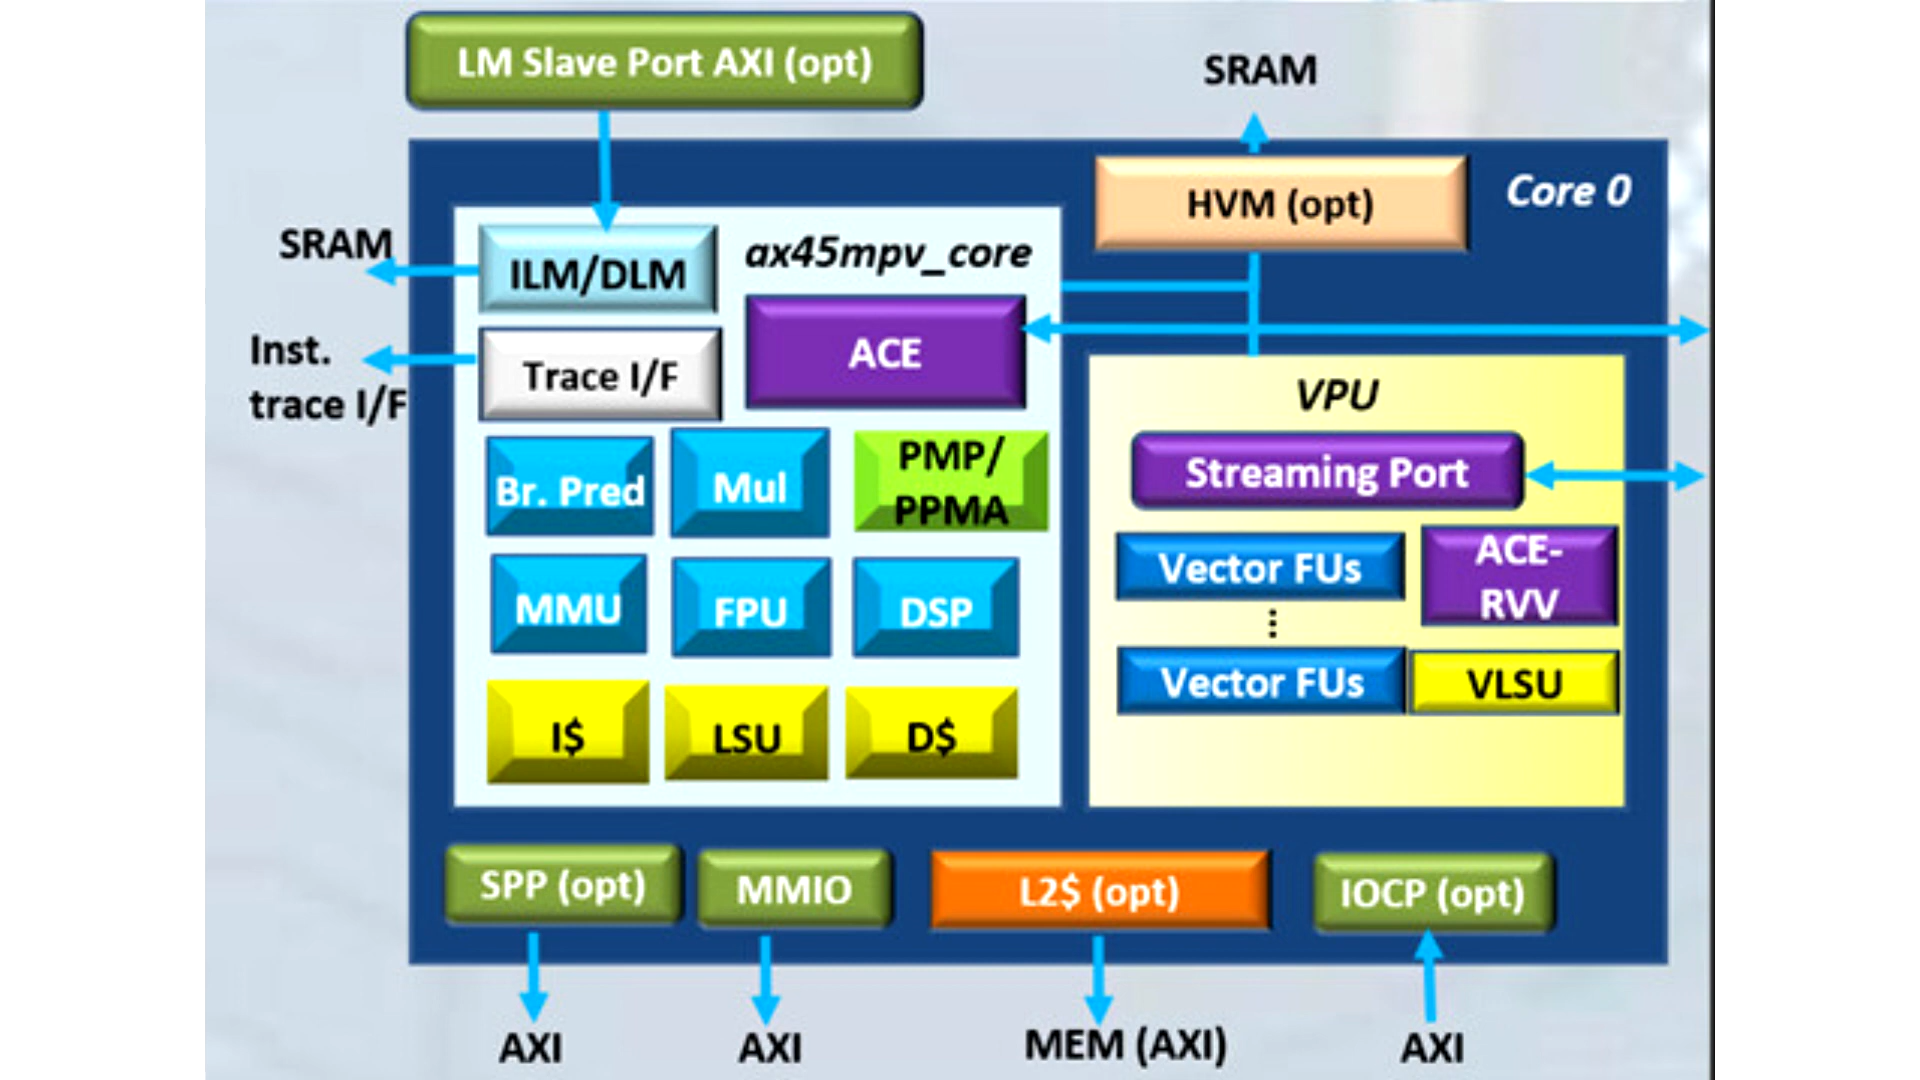 LM Slave Port AXI (opt)
SRAM
HVM (opt)
Core 0
SRAM
ILM/DLM
ax45mpv_core
Inst.
trace I/F
Trace I/F
ACE
VPU
Br. Pred
Mul
PMP/
PPMA
Streaming Port
MMU
FPU
DSP
Vector FUs
ACE-
RVV
⋮
Vector FUs
VLSU
I$
LSU
D$
SPP (opt)
MMIO
L2$ (opt)
IOCP (opt)
AXI
AXI
MEM (AXI)
AXI